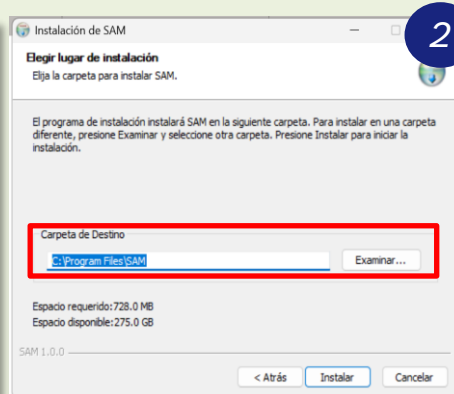 2
Instalación de SAM
Elegir lugar de instalación
Elija la carpeta para instalar SAM.
El programa de instalación instalará SAM en la siguiente carpeta. Para instalar en una carpeta
diferente, presione Examinar y seleccione otra carpeta. Presione Instalar para iniciar la
instalación.
Carpeta de Destino
C:\Program Files\SAM
Examinar...
Espacio requerido: 728.0 MB
Espacio disponible: 275.0 GB
SAM 1.0.0
< Atrás Instalar Cancelar